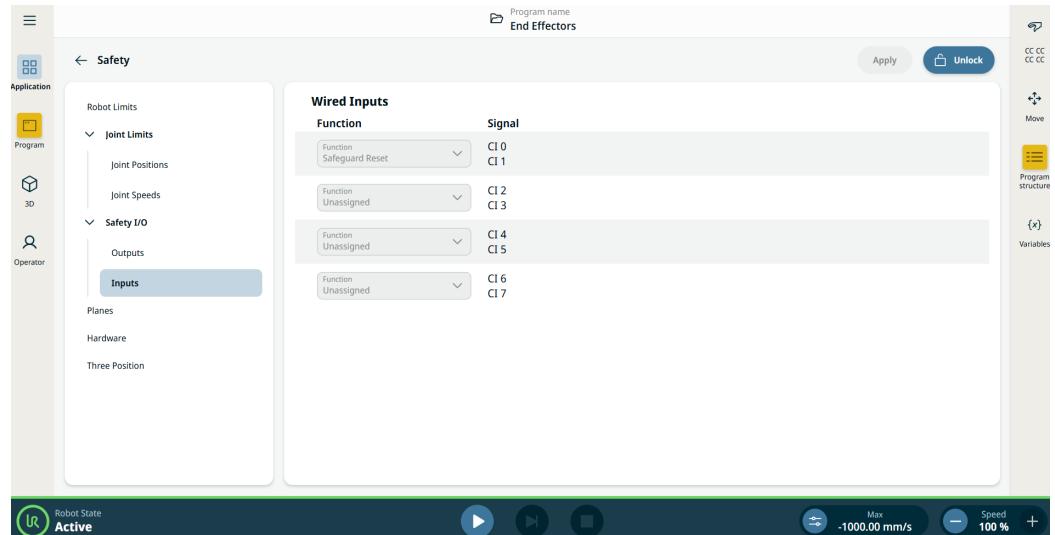 Program name
End Effectors
Safety
Apply
Unlock
Application
Program
3D
Operator
Robot Limits
Joint Limits
Joint Positions
Joint Speeds
Safety I/O
Outputs
Inputs
Planes
Hardware
Three Position
Wired Inputs
Function Signal
Function
Safeguard Reset
CI 0
CI 1
Function
Unassigned
CI 2
CI 3
Function
Unassigned
CI 4
CI 5
Function
Unassigned
CI 6
CI 7
CC CC
CC CC
Move
Program
structure
{x}
Variables
UR
Robot State
Active
Max
-1000.00 mm/s
Speed
100 %